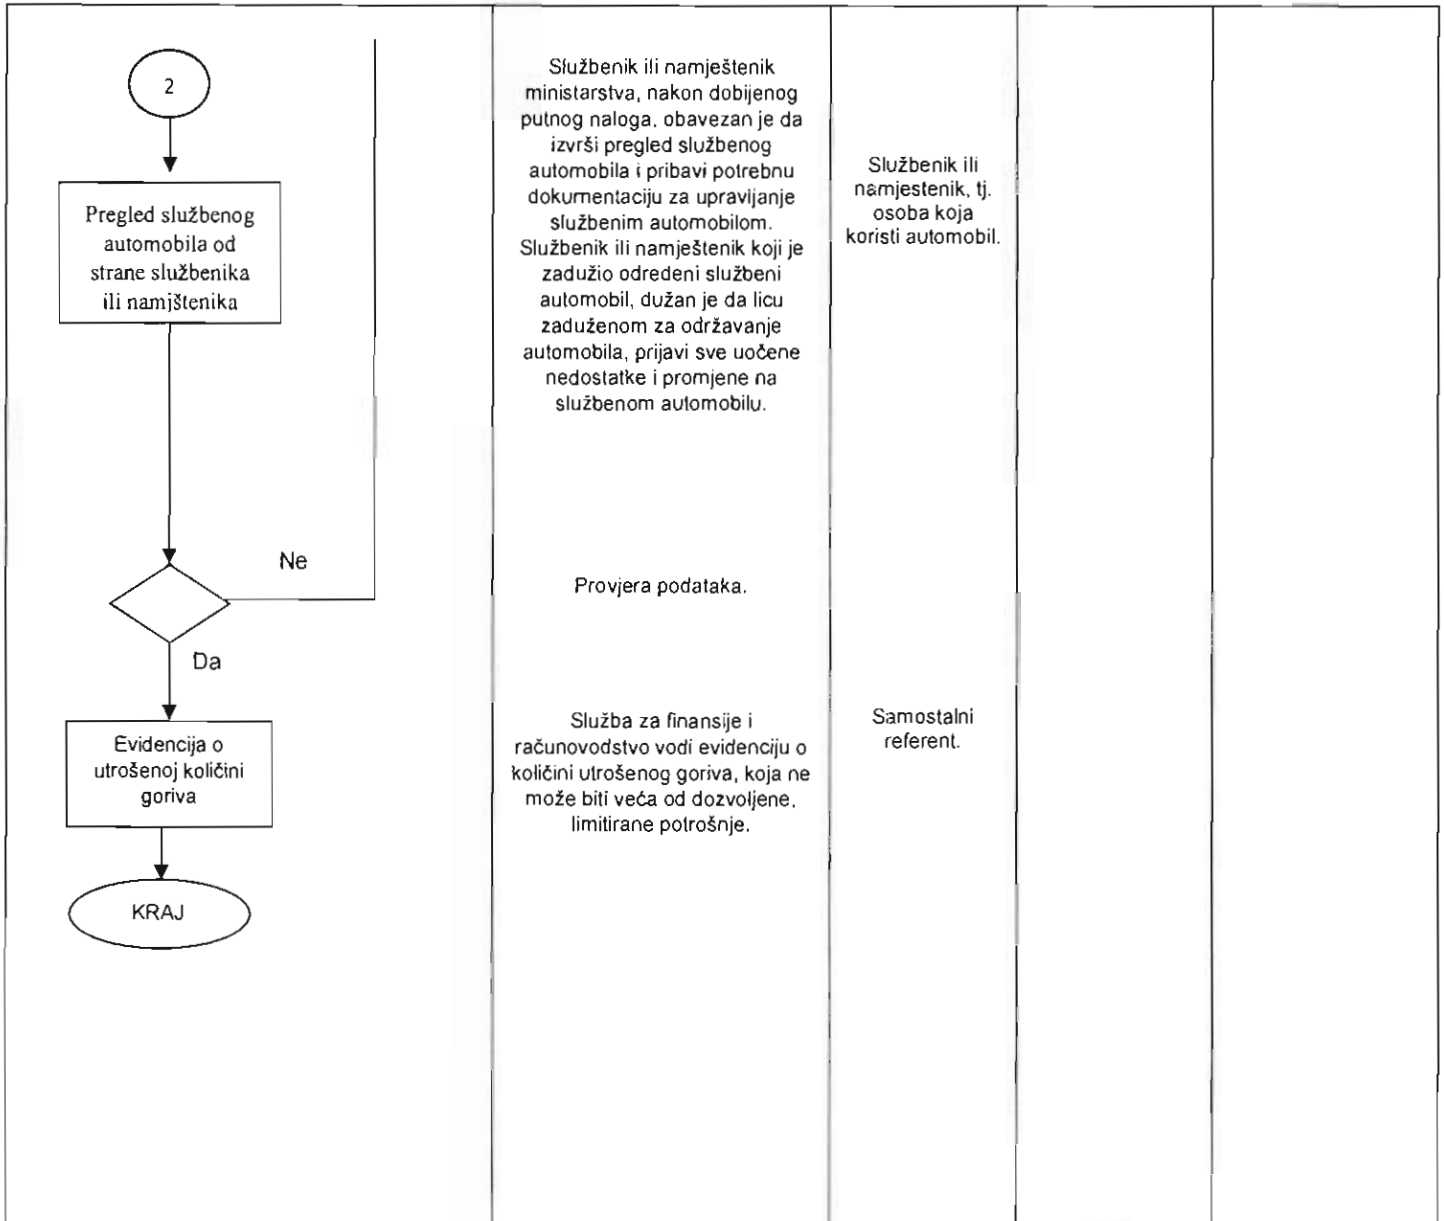 2
Pregled službenog
automobila od
strane službenika
ili namjštenika
Ne
Da
Evidencija o
utrošenoj količini
goriva
KRAJ
Službenik ili namještenik
ministarstva, nakon dobijenog
putnog naloga, obavezan je da
izvrši pregled službenog
automobila i pribavi potrebnu
dokumentaciju za upravljanje
službenim automobilom.
Službenik ili namještenik koji je
zadužio određeni službeni
automobil, dužan je da licu
zaduženom za održavanje
automobila, prijavi sve uočene
nedostatke i promjene na
službenom automobilu.
Provjera podataka.
Služba za finansije i
računovodstvo vodi evidenciju o
količini utrošenog goriva, koja ne
može biti veća od dozvoljene,
limitirane potrošnje.
Službenik ili
namjestenik, tj.
osoba koja
koristi automobil.
Samostalni
referent.